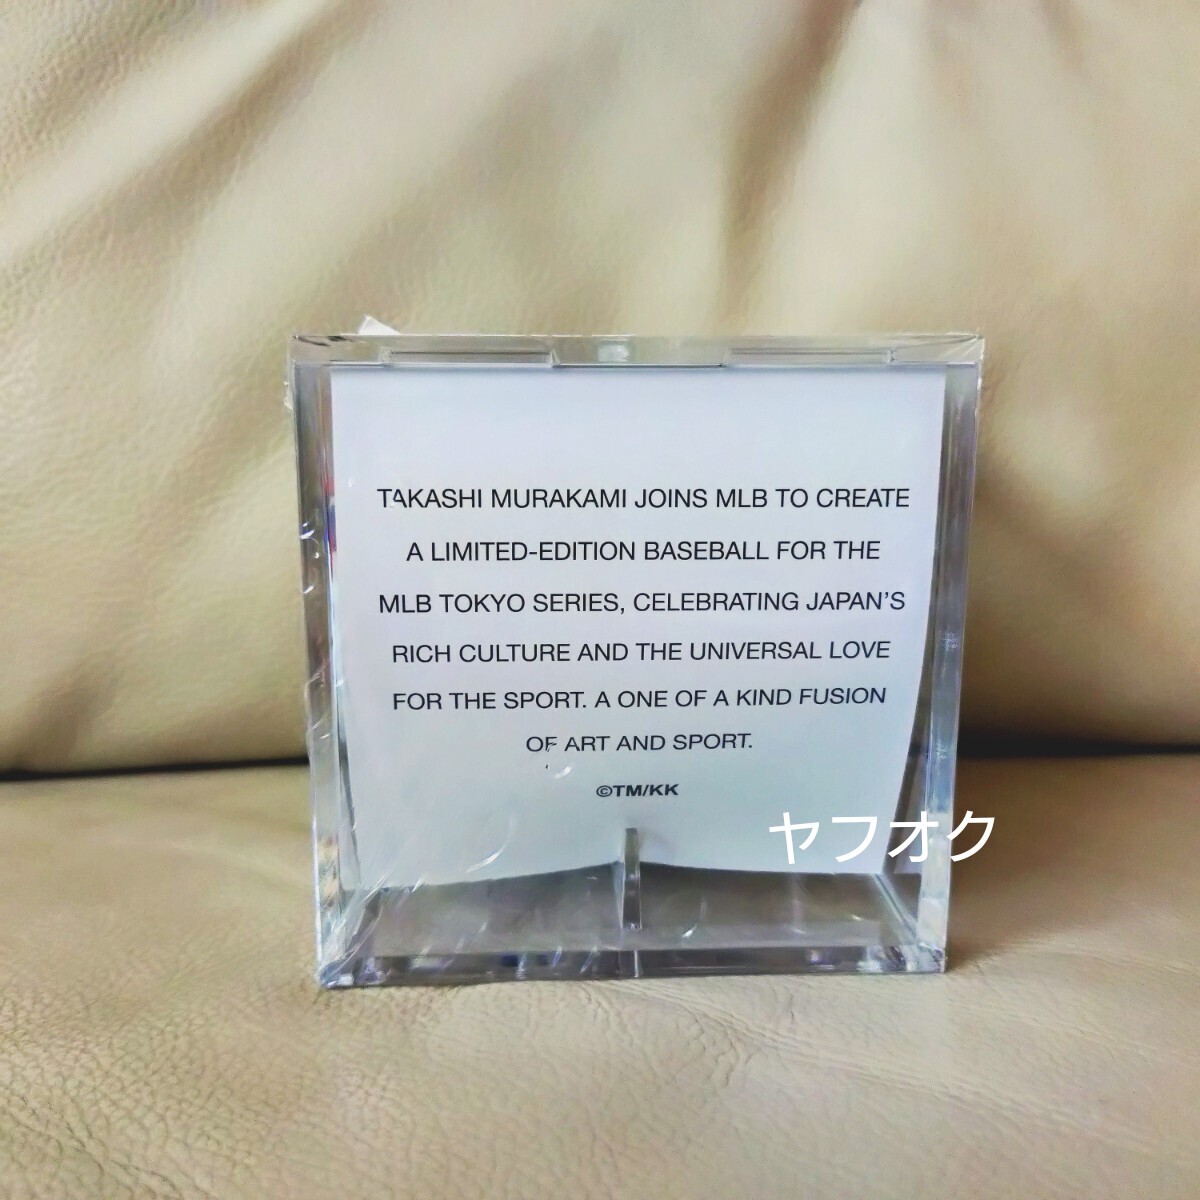 TAKASHI MURAKAMI JOINS MLB TO CREATE
A LIMITED-EDITION BASEBALL FOR THE
MLB TOKYO SERIES, CELEBRATING JAPAN'S
RICH CULTURE AND THE UNIVERSAL LOVE
FOR THE SPORT. A ONE OF A KIND FUSION
OF ART AND SPORT.
©TM/KK
ヤフオク